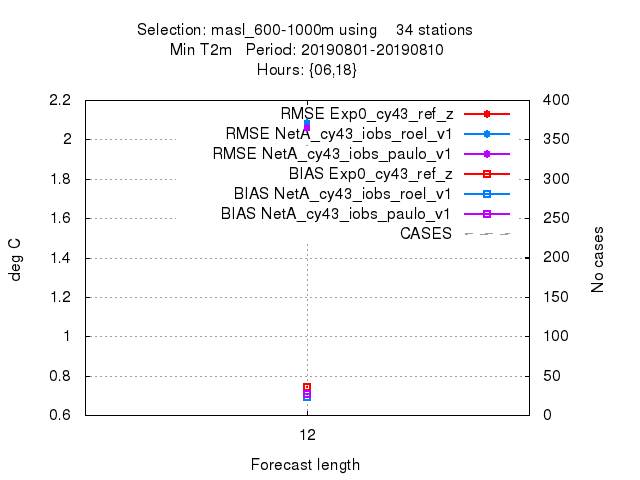 Selection: masl_600-1000m using    34 stations
Min T2m   Period: 20190801-20190810
Hours: {06,18}
2.2
2
1.8
1.6
1.4
1.2
1
0.8
0.6
deg C
RMSE Exp0_cy43_ref_z
RMSE NetA_cy43_iobs_roel_v1
RMSE NetA_cy43_iobs_paulo_v1
BIAS Exp0_cy43_ref_z
BIAS NetA_cy43_iobs_roel_v1
BIAS NetA_cy43_iobs_paulo_v1
CASES
400
350
300
250
200
150
100
50
0
No cases
12
Forecast length